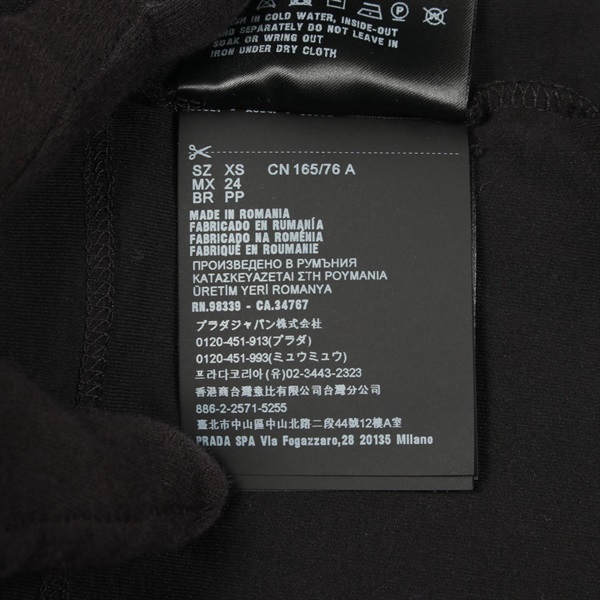 IN COLD WATER, INSIDE-OUT
SEPARATELY DO NOT LEAVE IN
SOAK OR WRING OUT
IRON UNDER DRY CLOTH
SZ XS CN 165/76 A
MX 24
BR PP
MADE IN ROMANIA
FABRICADO EN RUMANÍA
FABRICADO NA ROMÉNIA
FABRIQUÉ EN ROUMANIE
ПРОИЗВЕДЕНО В РУМЪНИЯ
ΚΑΤΑΣΚΕΥΑΖΕΤΑΙ ΣΤΗ ΡΟΥΜΑΝΙΑ
ÜRETİM YERİ ROMANYA
RN.98339 - CA.34767
プラダジャパン株式会社
0120-451-913(プラダ)
0120-451-993(ミュウミュウ)
프라다코리아(유) 02-3443-2323
香港商台灣壹比有限公司台灣分公司
886-2-2571-5255
臺北市中山區中山北路二段44號12樓A室
PRADA SPA Via Fogazzaro,28 20135 Milano